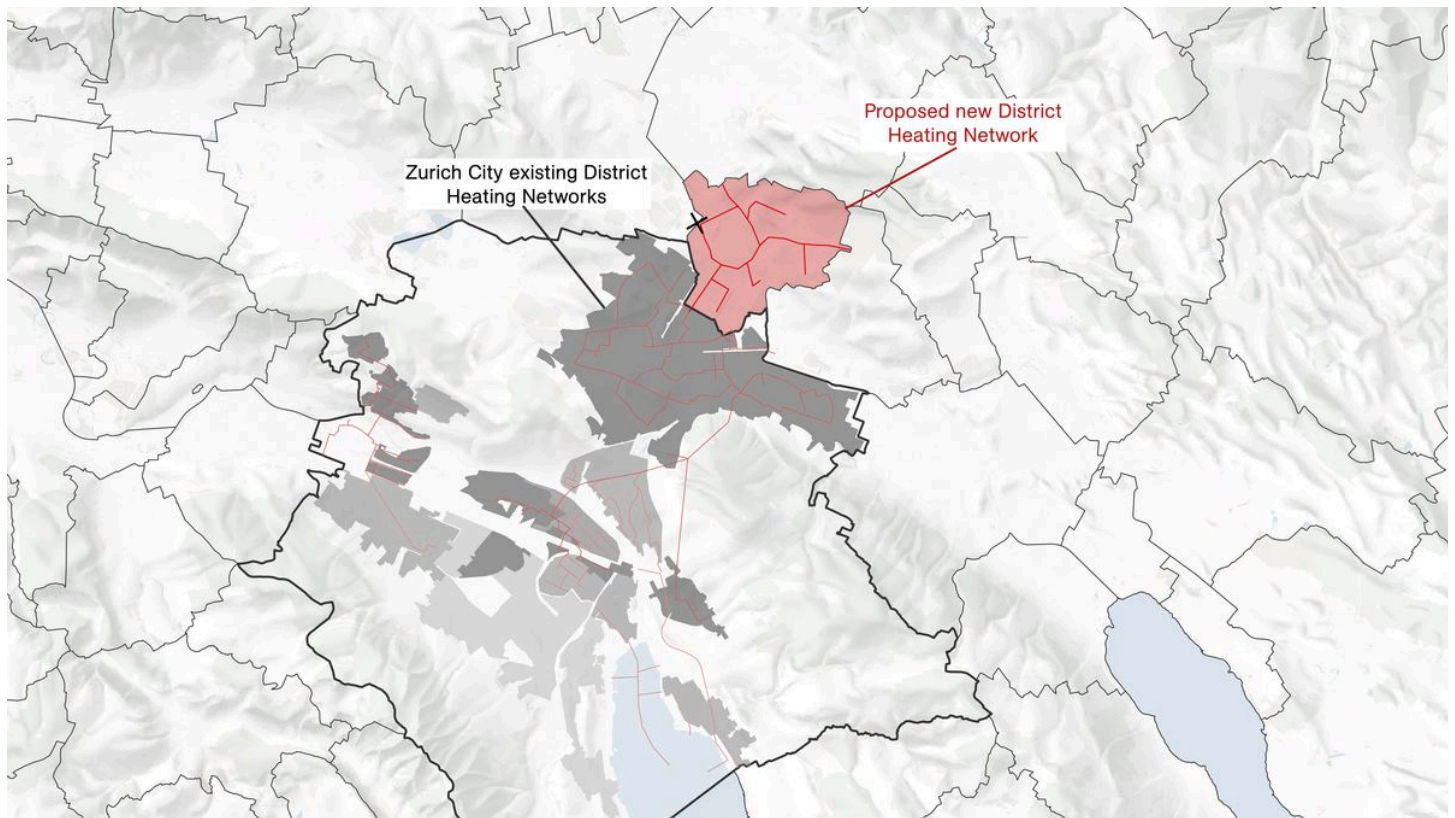 Proposed new District
Heating Network
Zurich City existing District
Heating Networks